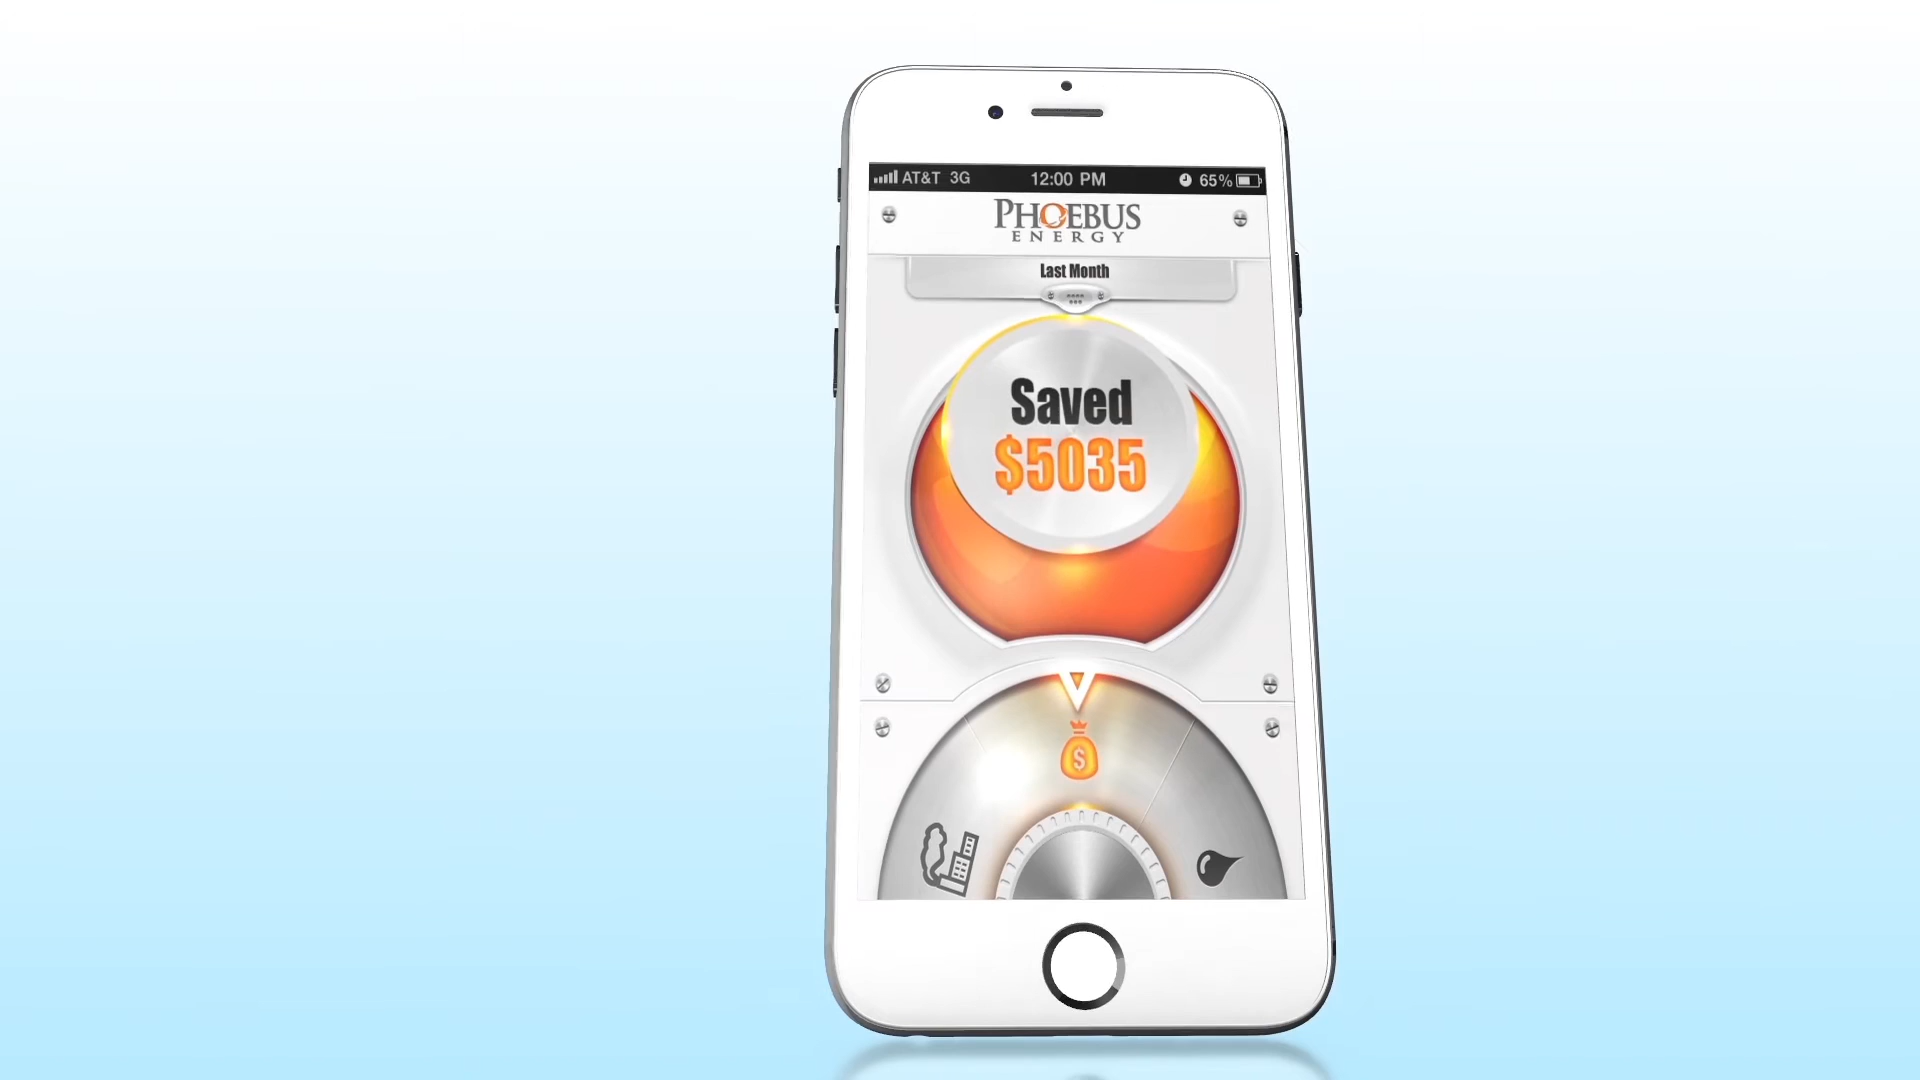 AT&T 3G 12:00 PM 65%
PHOEBUS
ENERGY
Last Month
Saved
$5035
$